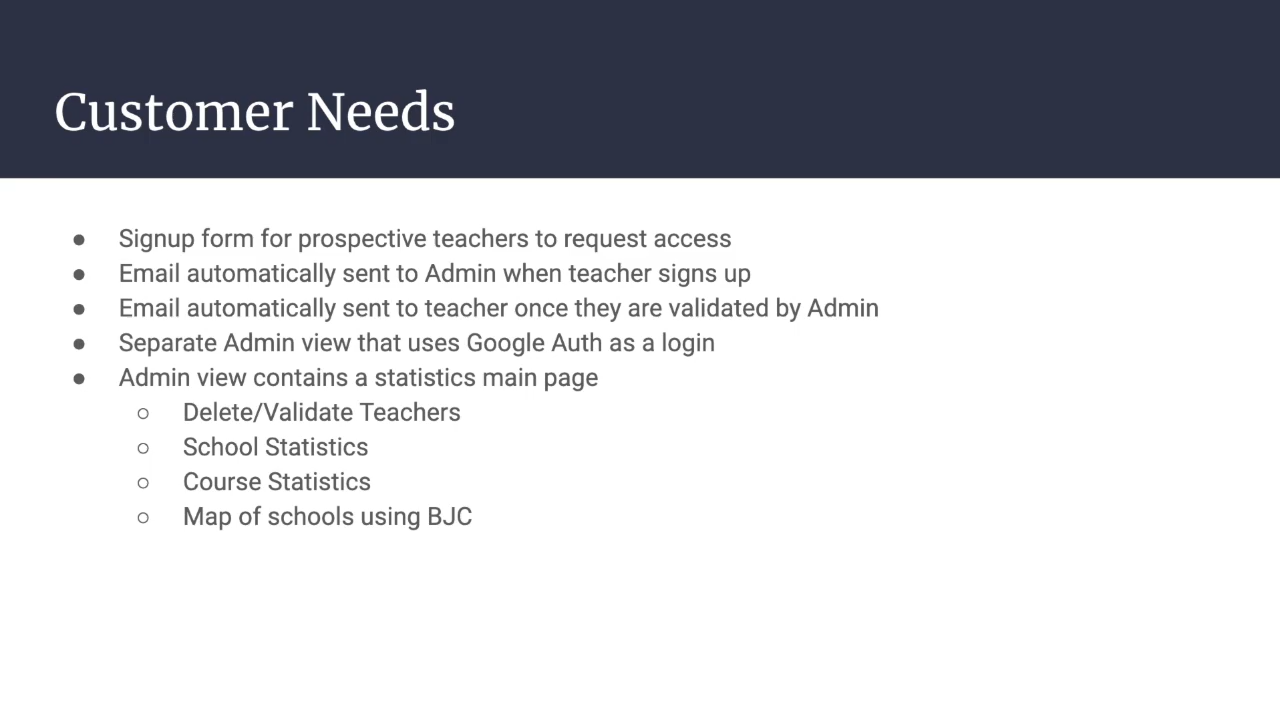 Customer Needs
● Signup form for prospective teachers to request access
● Email automatically sent to Admin when teacher signs up
● Email automatically sent to teacher once they are validated by Admin
● Separate Admin view that uses Google Auth as a login
● Admin view contains a statistics main page
○ Delete/Validate Teachers
○ School Statistics
○ Course Statistics
○ Map of schools using BJC